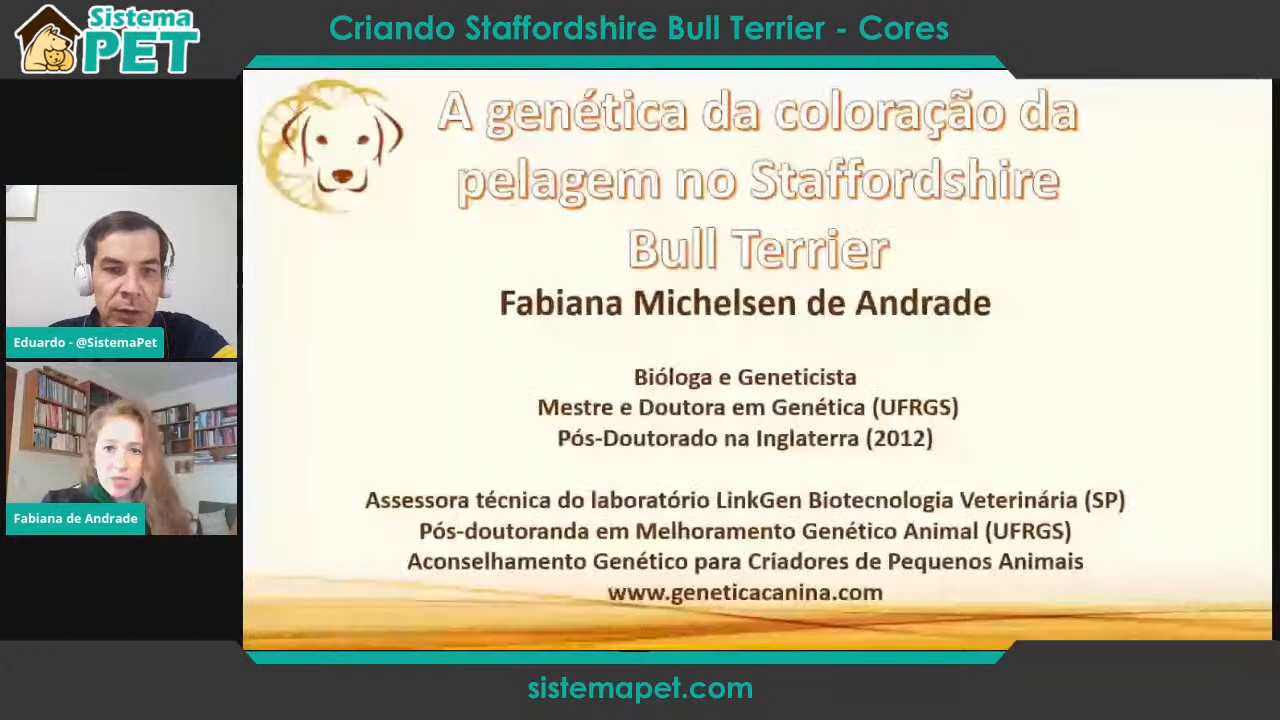 Sistema
PET
Criando Staffordshire Bull Terrier - Cores
A genética da coloração da
pelagem no Staffordshire
Bull Terrier
Fabiana Michelsen de Andrade
Bióloga e Geneticista
Mestre e Doutora em Genética (UFRGS)
Pós-Doutorado na Inglaterra (2012)
Assessora técnica do laboratório LinkGen Biotecnologia Veterinária (SP)
Pós-doutoranda em Melhoramento Genético Animal (UFRGS)
Aconselhamento Genético para Criadores de Pequenos Animais
www.geneticacanina.com
Eduardo - @SistemaPet
Fabiana de Andrade
sistemapet.com